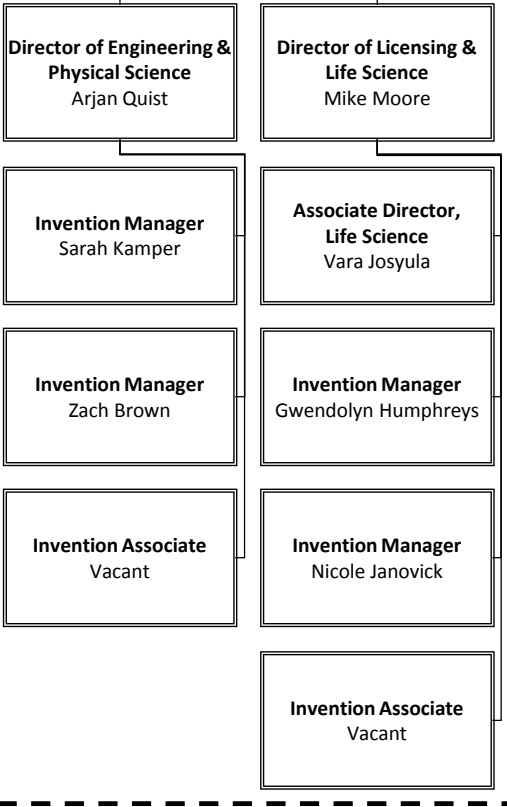 Director of Engineering &
Physical Science
Arjan Quist
Invention Manager
Sarah Kamper
Invention Manager
Zach Brown
Invention Associate
Vacant
Director of Licensing &
Life Science
Mike Moore
Associate Director,
Life Science
Vara Josyula
Invention Manager
Gwendolyn Humphreys
Invention Manager
Nicole Janovick
Invention Associate
Vacant